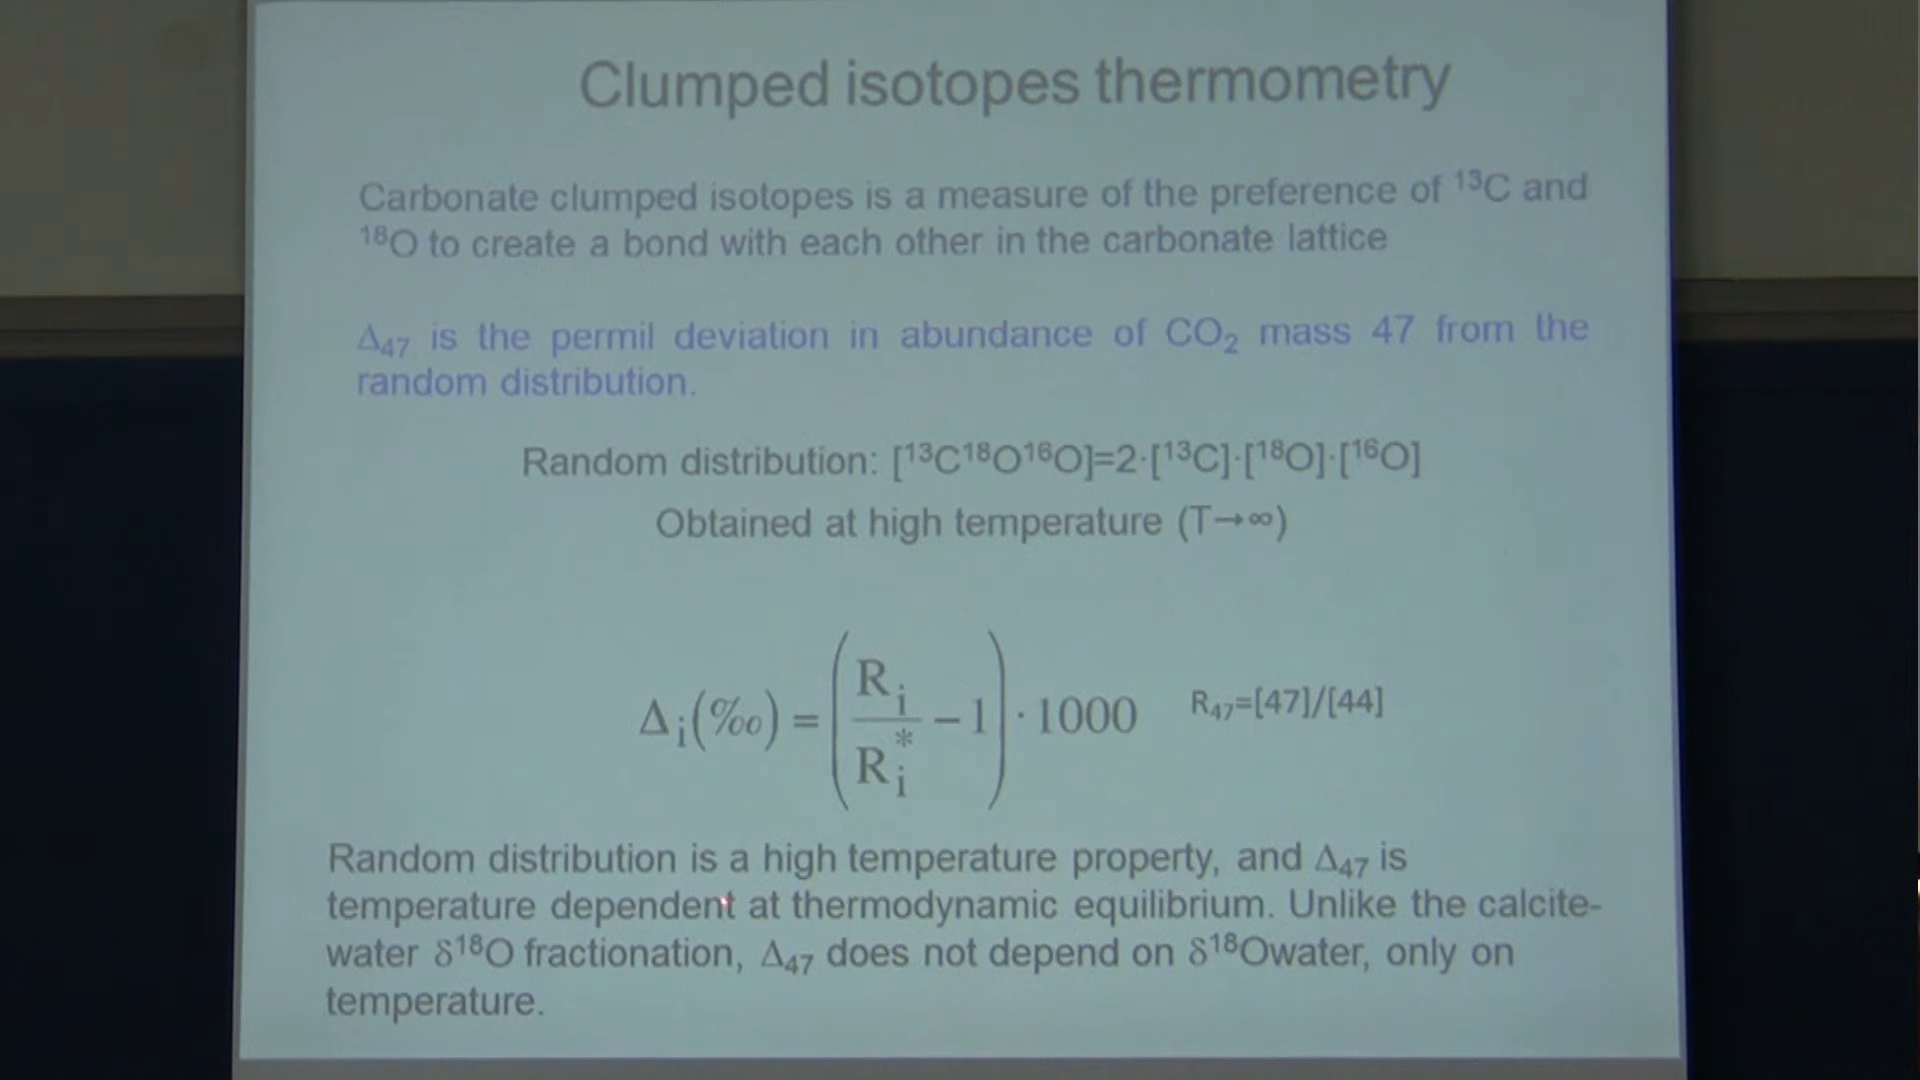 Clumped isotopes thermometry
Carbonate clumped isotopes is a measure of the preference of ¹³C and
¹⁸O to create a bond with each other in the carbonate lattice
Δ₄₇ is the permil deviation in abundance of CO₂ mass 47 from the
random distribution.
Random distribution: [¹³C¹⁸O¹⁶O]=2·[¹³C]·[¹⁸O]·[¹⁶O]
Obtained at high temperature (T→∞)
Δᵢ(‰) = (Rᵢ/Rᵢ* − 1) · 1000 R₄₇=[47]/[44]
Random distribution is a high temperature property, and Δ₄₇ is
temperature dependent at thermodynamic equilibrium. Unlike the calcite-
water δ¹⁸O fractionation, Δ₄₇ does not depend on δ¹⁸Owater, only on
temperature.